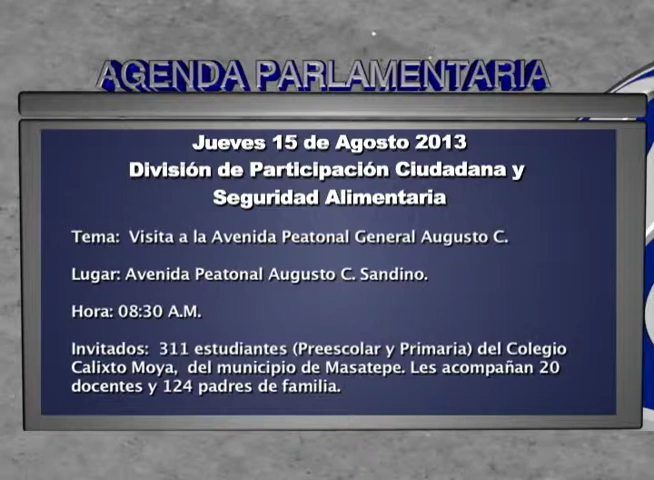 AGENDA PARLAMENTARIA
Jueves 15 de Agosto 2013
División de Participación Ciudadana y
Seguridad Alimentaria
Tema: Visita a la Avenida Peatonal General Augusto C.
Lugar: Avenida Peatonal Augusto C. Sandino.
Hora: 08:30 A.M.
Invitados: 311 estudiantes (Preescolar y Primaria) del Colegio
Calixto Moya, del municipio de Masatepe. Les acompañan 20
docentes y 124 padres de familia.